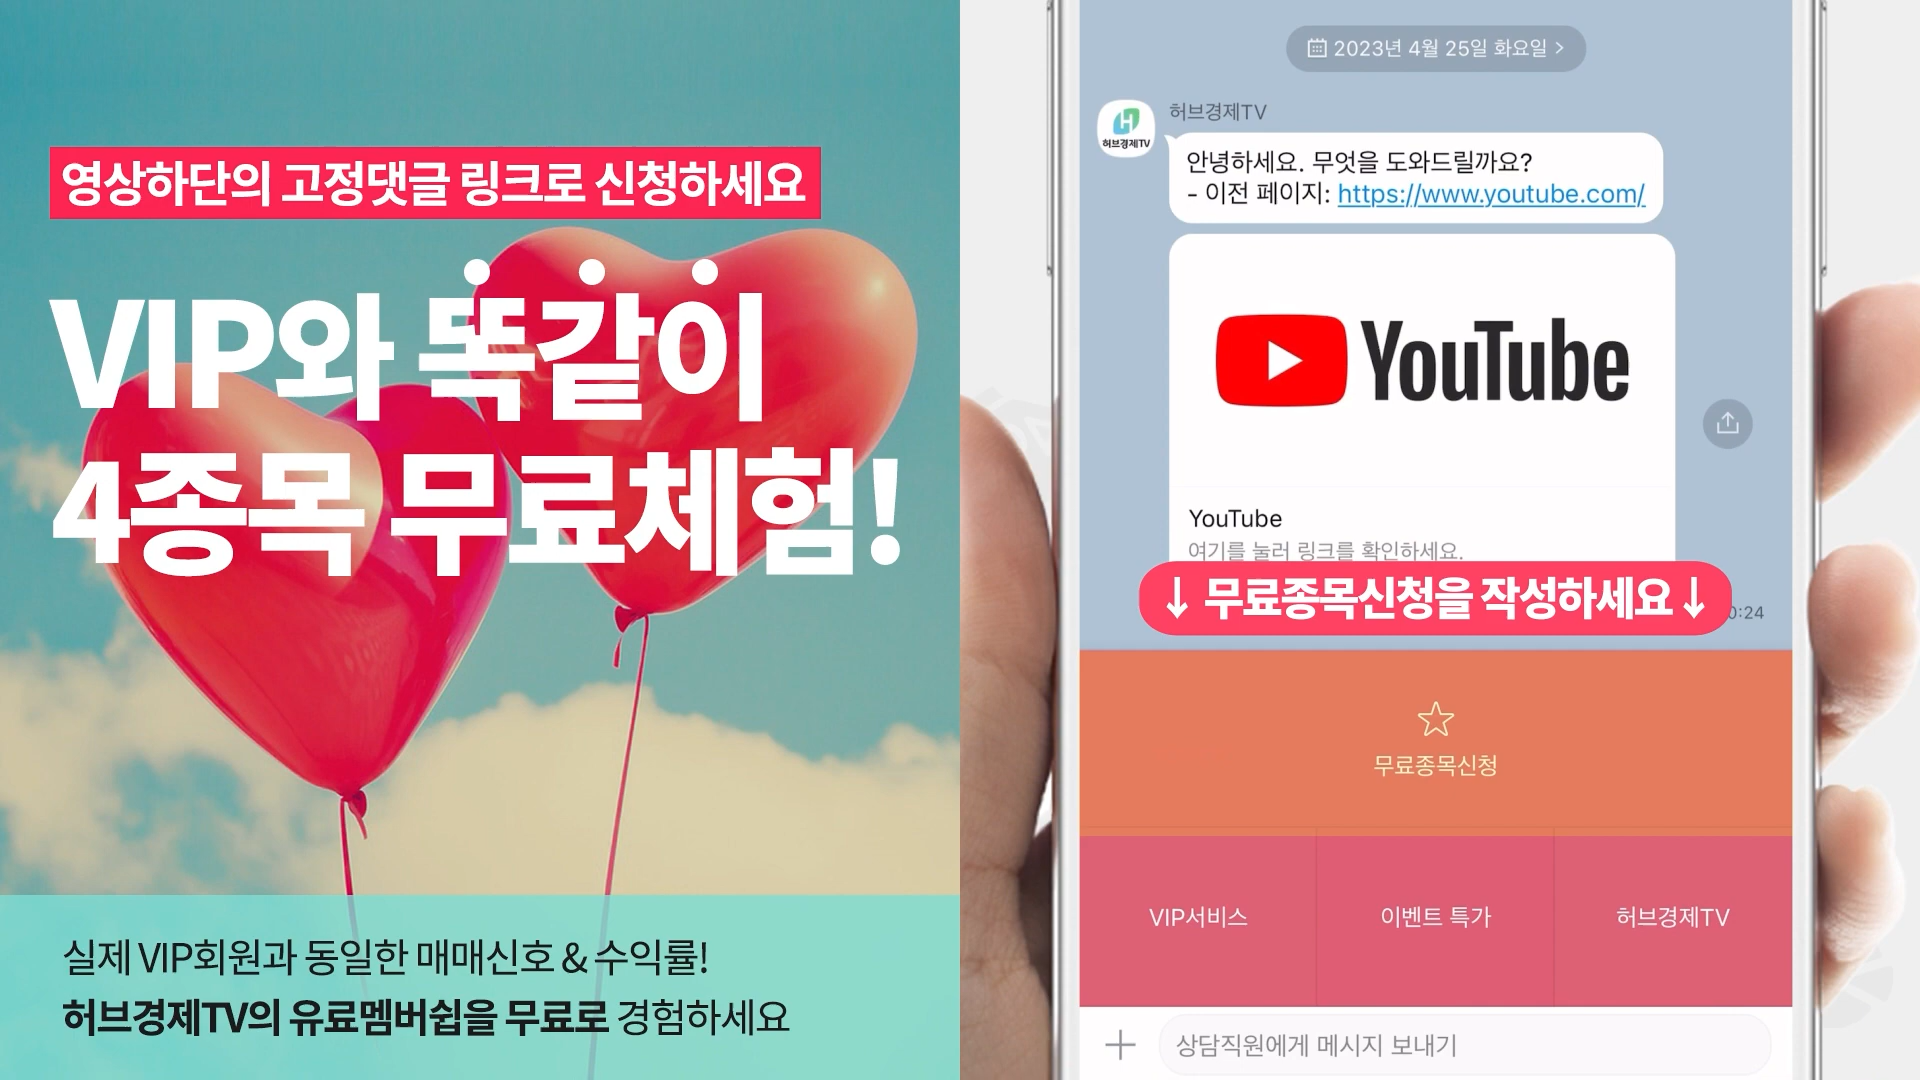 영상하단의 고정댓글 링크로 신청하세요
VIP와 똑같이
4종목 무료체험!
실제 VIP회원과 동일한 매매신호 & 수익률!
허브경제TV의 유료멤버쉽을 무료로 경험하세요
2023년 4월 25일 화요일 >
허브경제TV
허브경제TV
안녕하세요. 무엇을 도와드릴까요?
- 이전 페이지: https://www.youtube.com/
YouTube
YouTube
여기를 눌러 링크를 확인하세요.
↓ 무료종목신청을 작성하세요 ↓
0:24
무료종목신청
VIP서비스
이벤트 특가
허브경제TV
상담직원에게 메시지 보내기